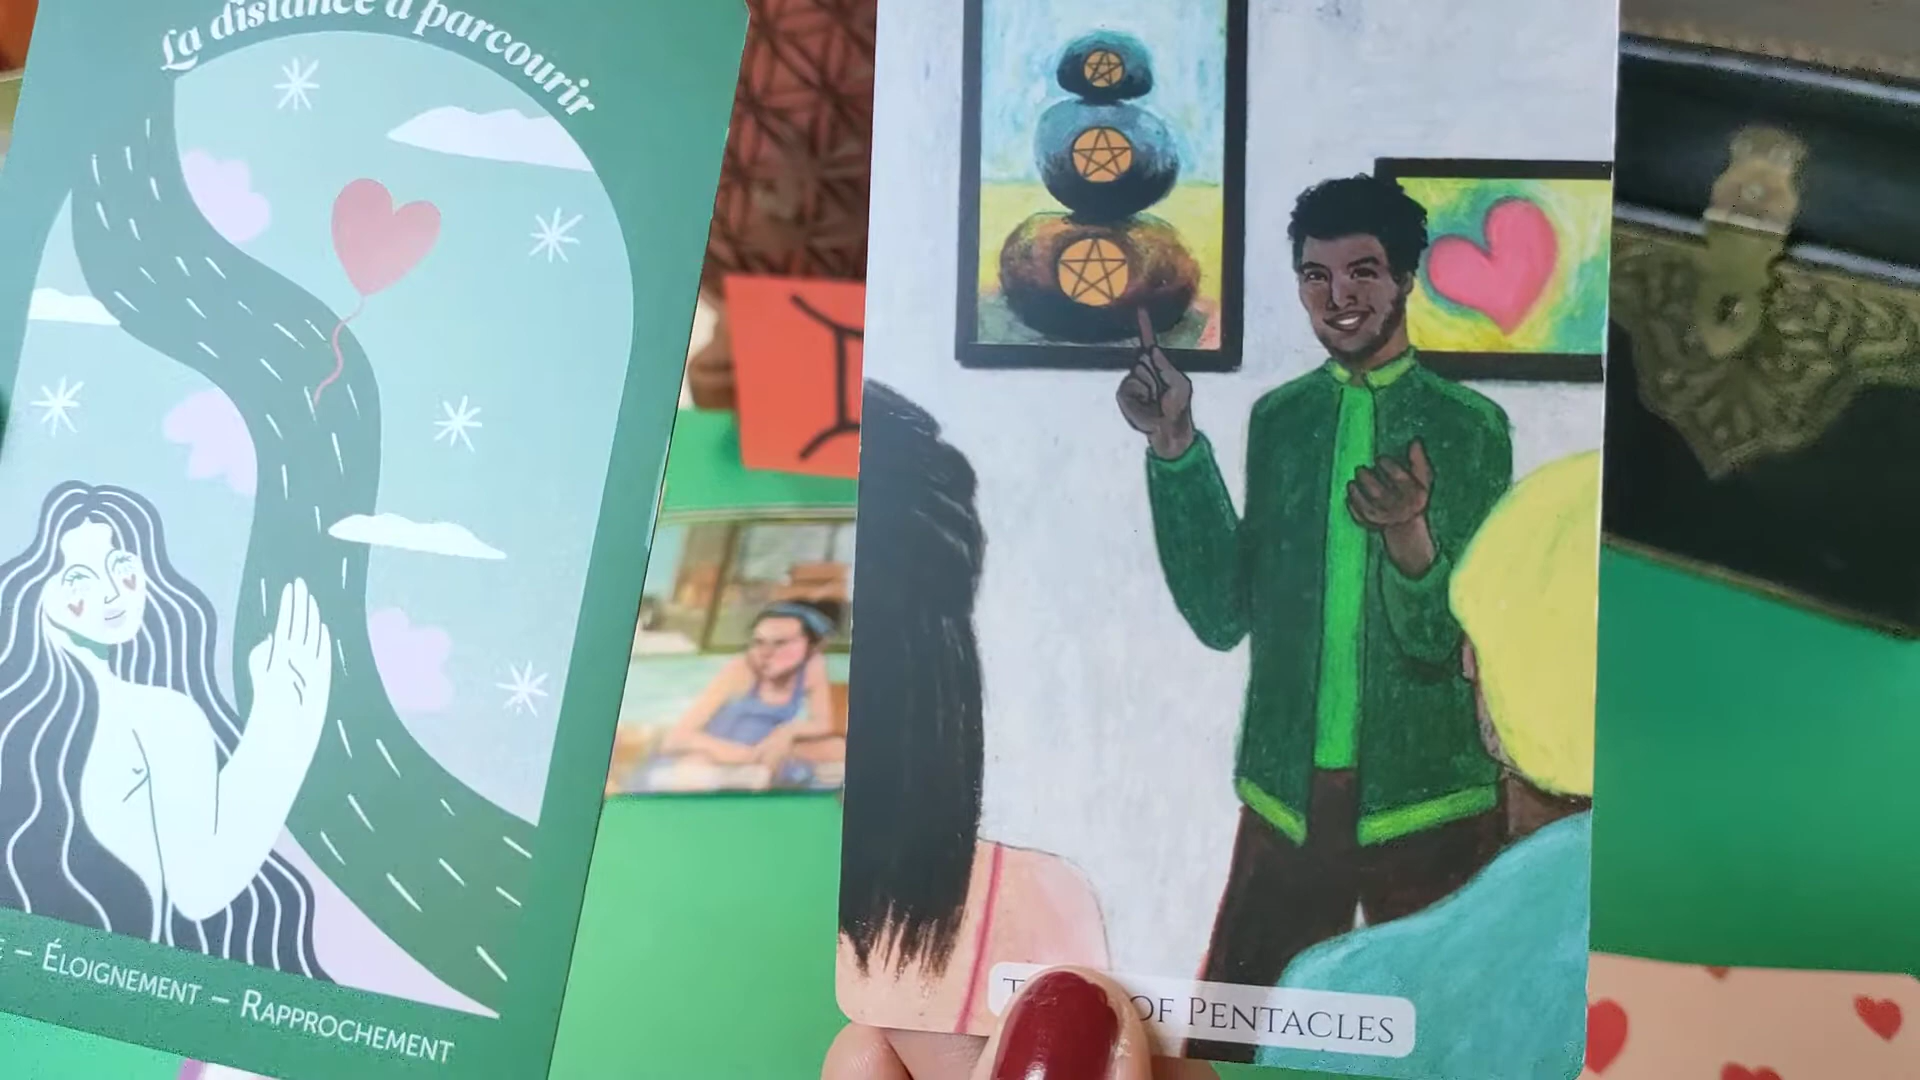 La distance à parcourir
– ÉLOIGNEMENT – RAPPROCHEMENT
OF PENTACLES